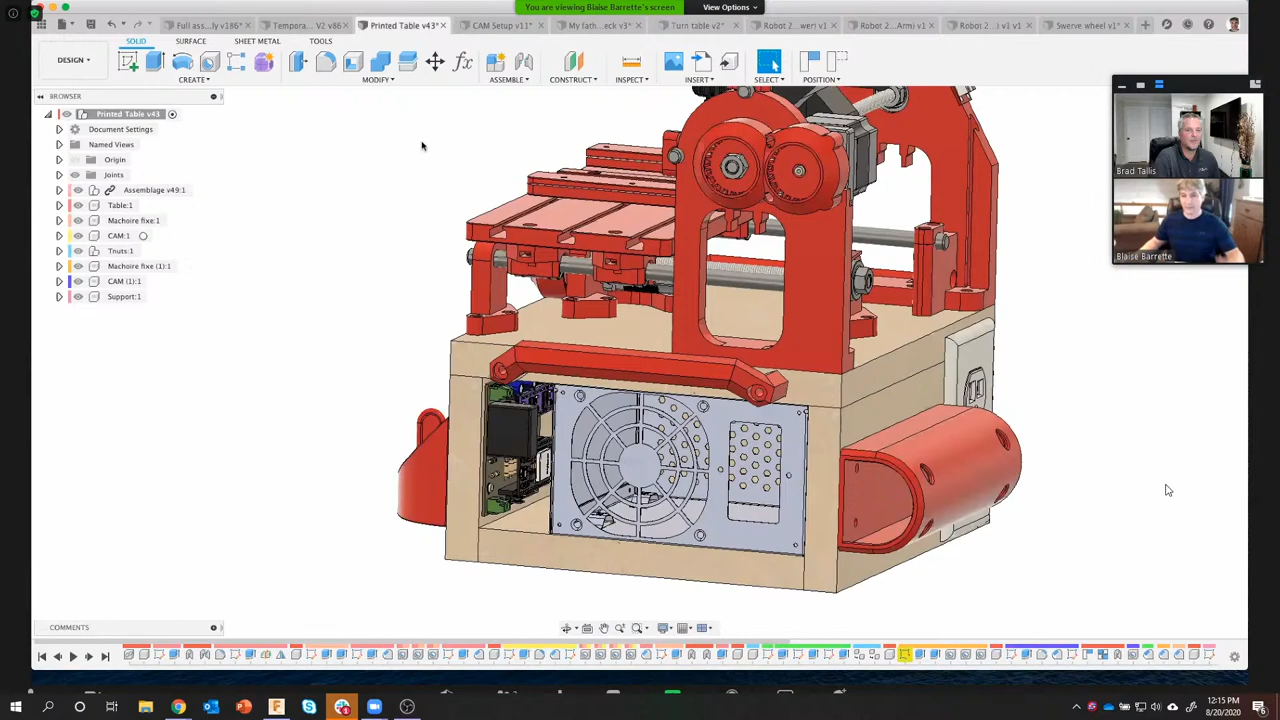 You are viewing Blaise Barrette's screen
View Options
Full ass...ly v186*
Tempora... V2 v86
Printed Table v43*
CAM Setup v11*
My fath...eck v3*
Turn table v2*
Robot 2...wer) v1
Robot 2...Arm) v1
Robot 2...) v1 v1
Swerve wheel v1*
SOLID
SURFACE
SHEET METAL
TOOLS
DESIGN
CREATE
MODIFY
ASSEMBLE
CONSTRUCT
INSPECT
INSERT
SELECT
POSITION
BROWSER
Printed Table v43
Document Settings
Named Views
Origin
Joints
Assemblage v49:1
Table:1
Machoire fixe:1
CAM:1
Tnuts:1
Machoire fixe (1):1
CAM (1):1
Support:1
Brad Tallis
Blaise Barrette
COMMENTS
12:15 PM
8/20/2020